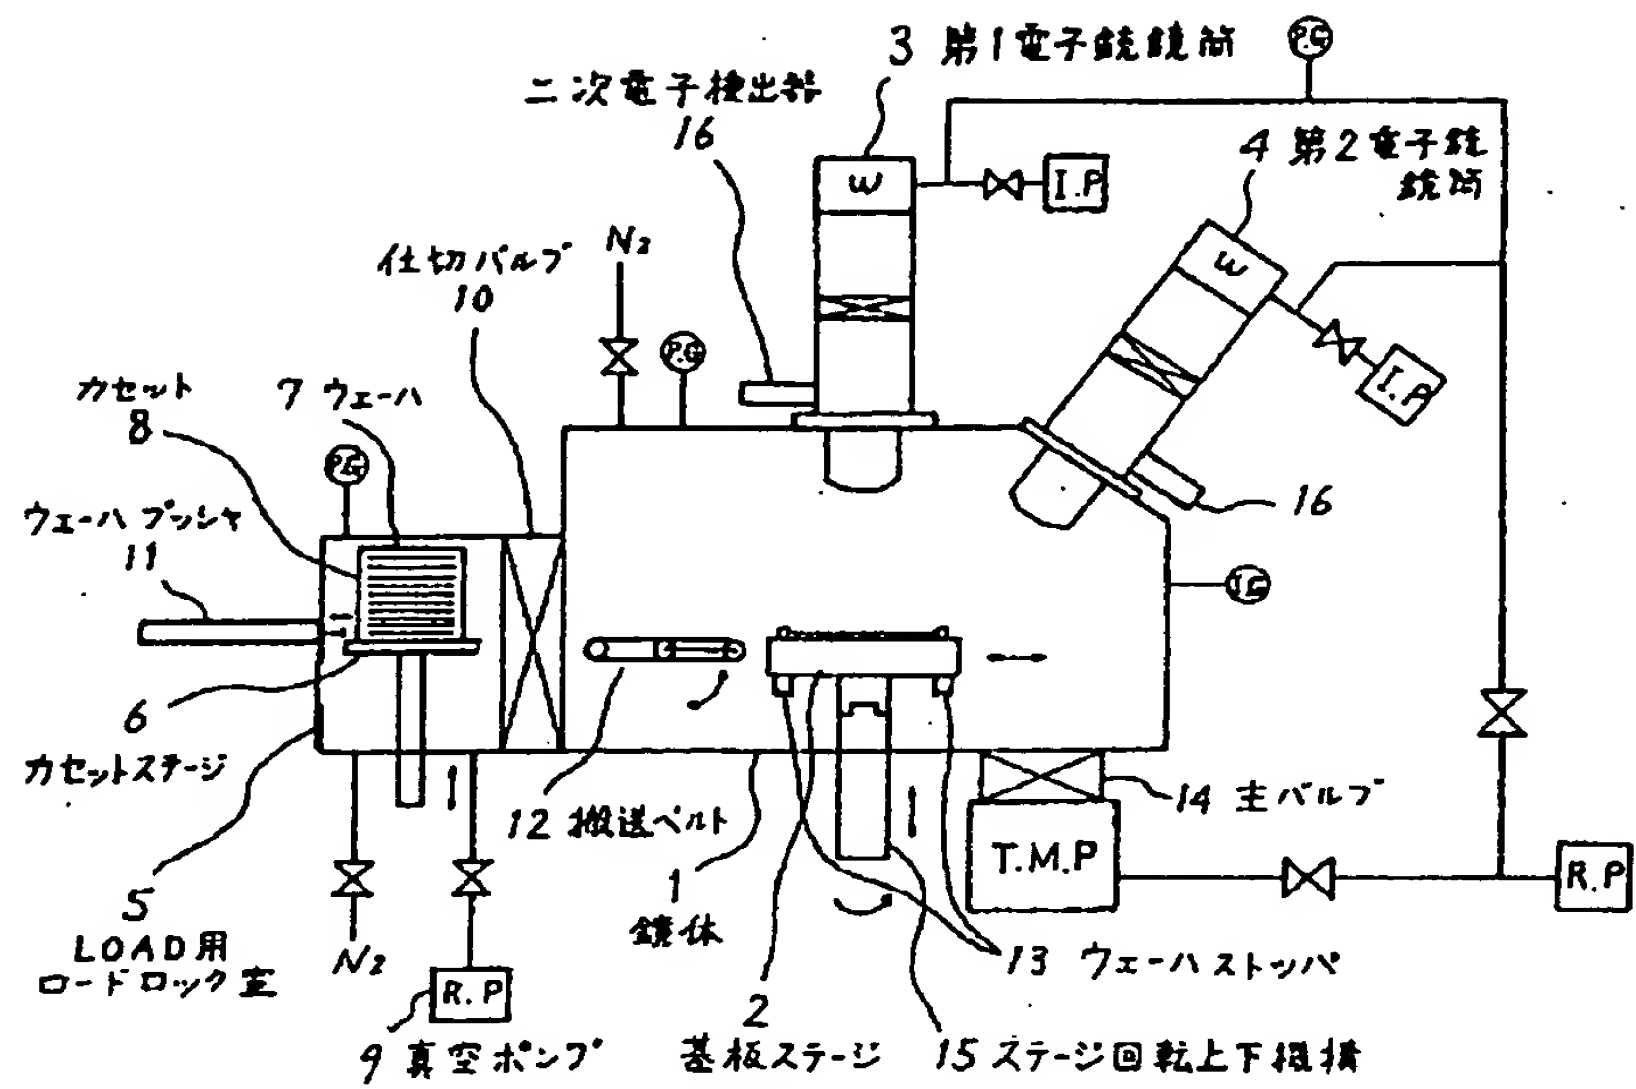 3 第1電子銃鏡筒
P.G
二次電子検出器
16
4 第2電子銃
鏡筒
W
I.P
N₂
仕切バルブ
10
W
P.G
I.P
カセット
8
7 ウェーハ
P.G
16
ウェーハプッシャ
11
I.G
6
カセットステージ
12 搬送ベルト
14 主バルブ
T.M.P
R.P
1
鏡体
5
LOAD用
ロードロック室
N₂
R.P
13 ウェーハストッパ
2
基板ステージ
9 真空ポンプ
15 ステージ回転上下機構